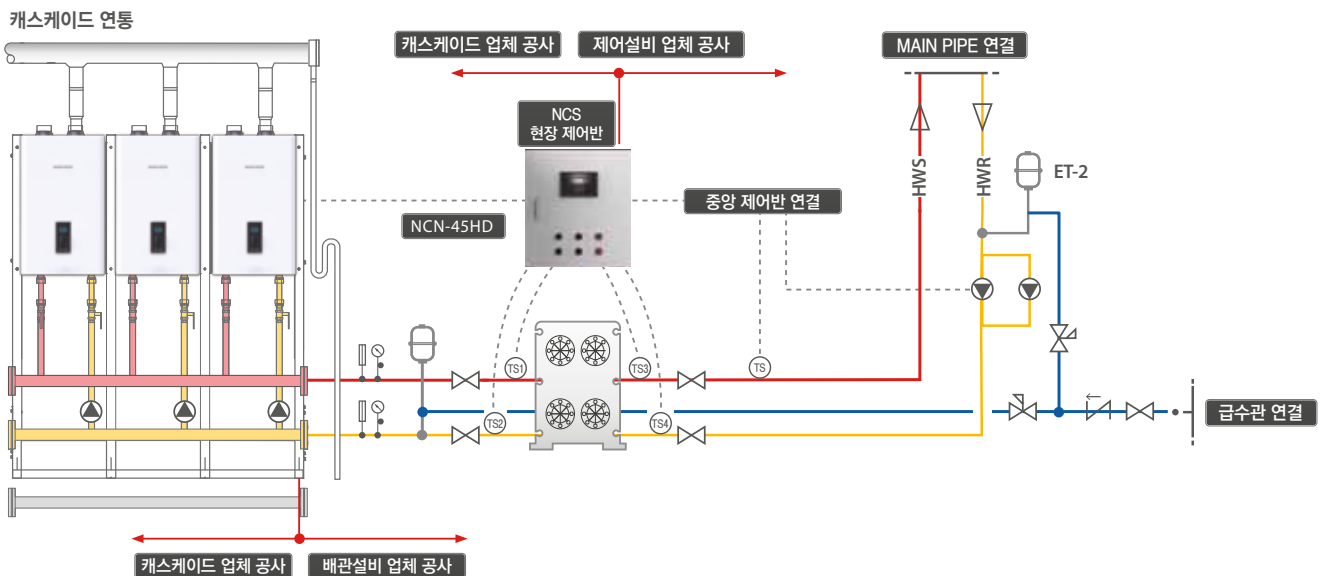 캐스케이드 연통
캐스케이드 업체 공사
제어설비 업체 공사
MAIN PIPE 연결
NCS
현장 제어반
HWS
HWR
ET-2
중앙 제어반 연결
NCN-45HD
TS1
TS3
TS
TS2
TS4
급수관 연결
캐스케이드 업체 공사
배관설비 업체 공사